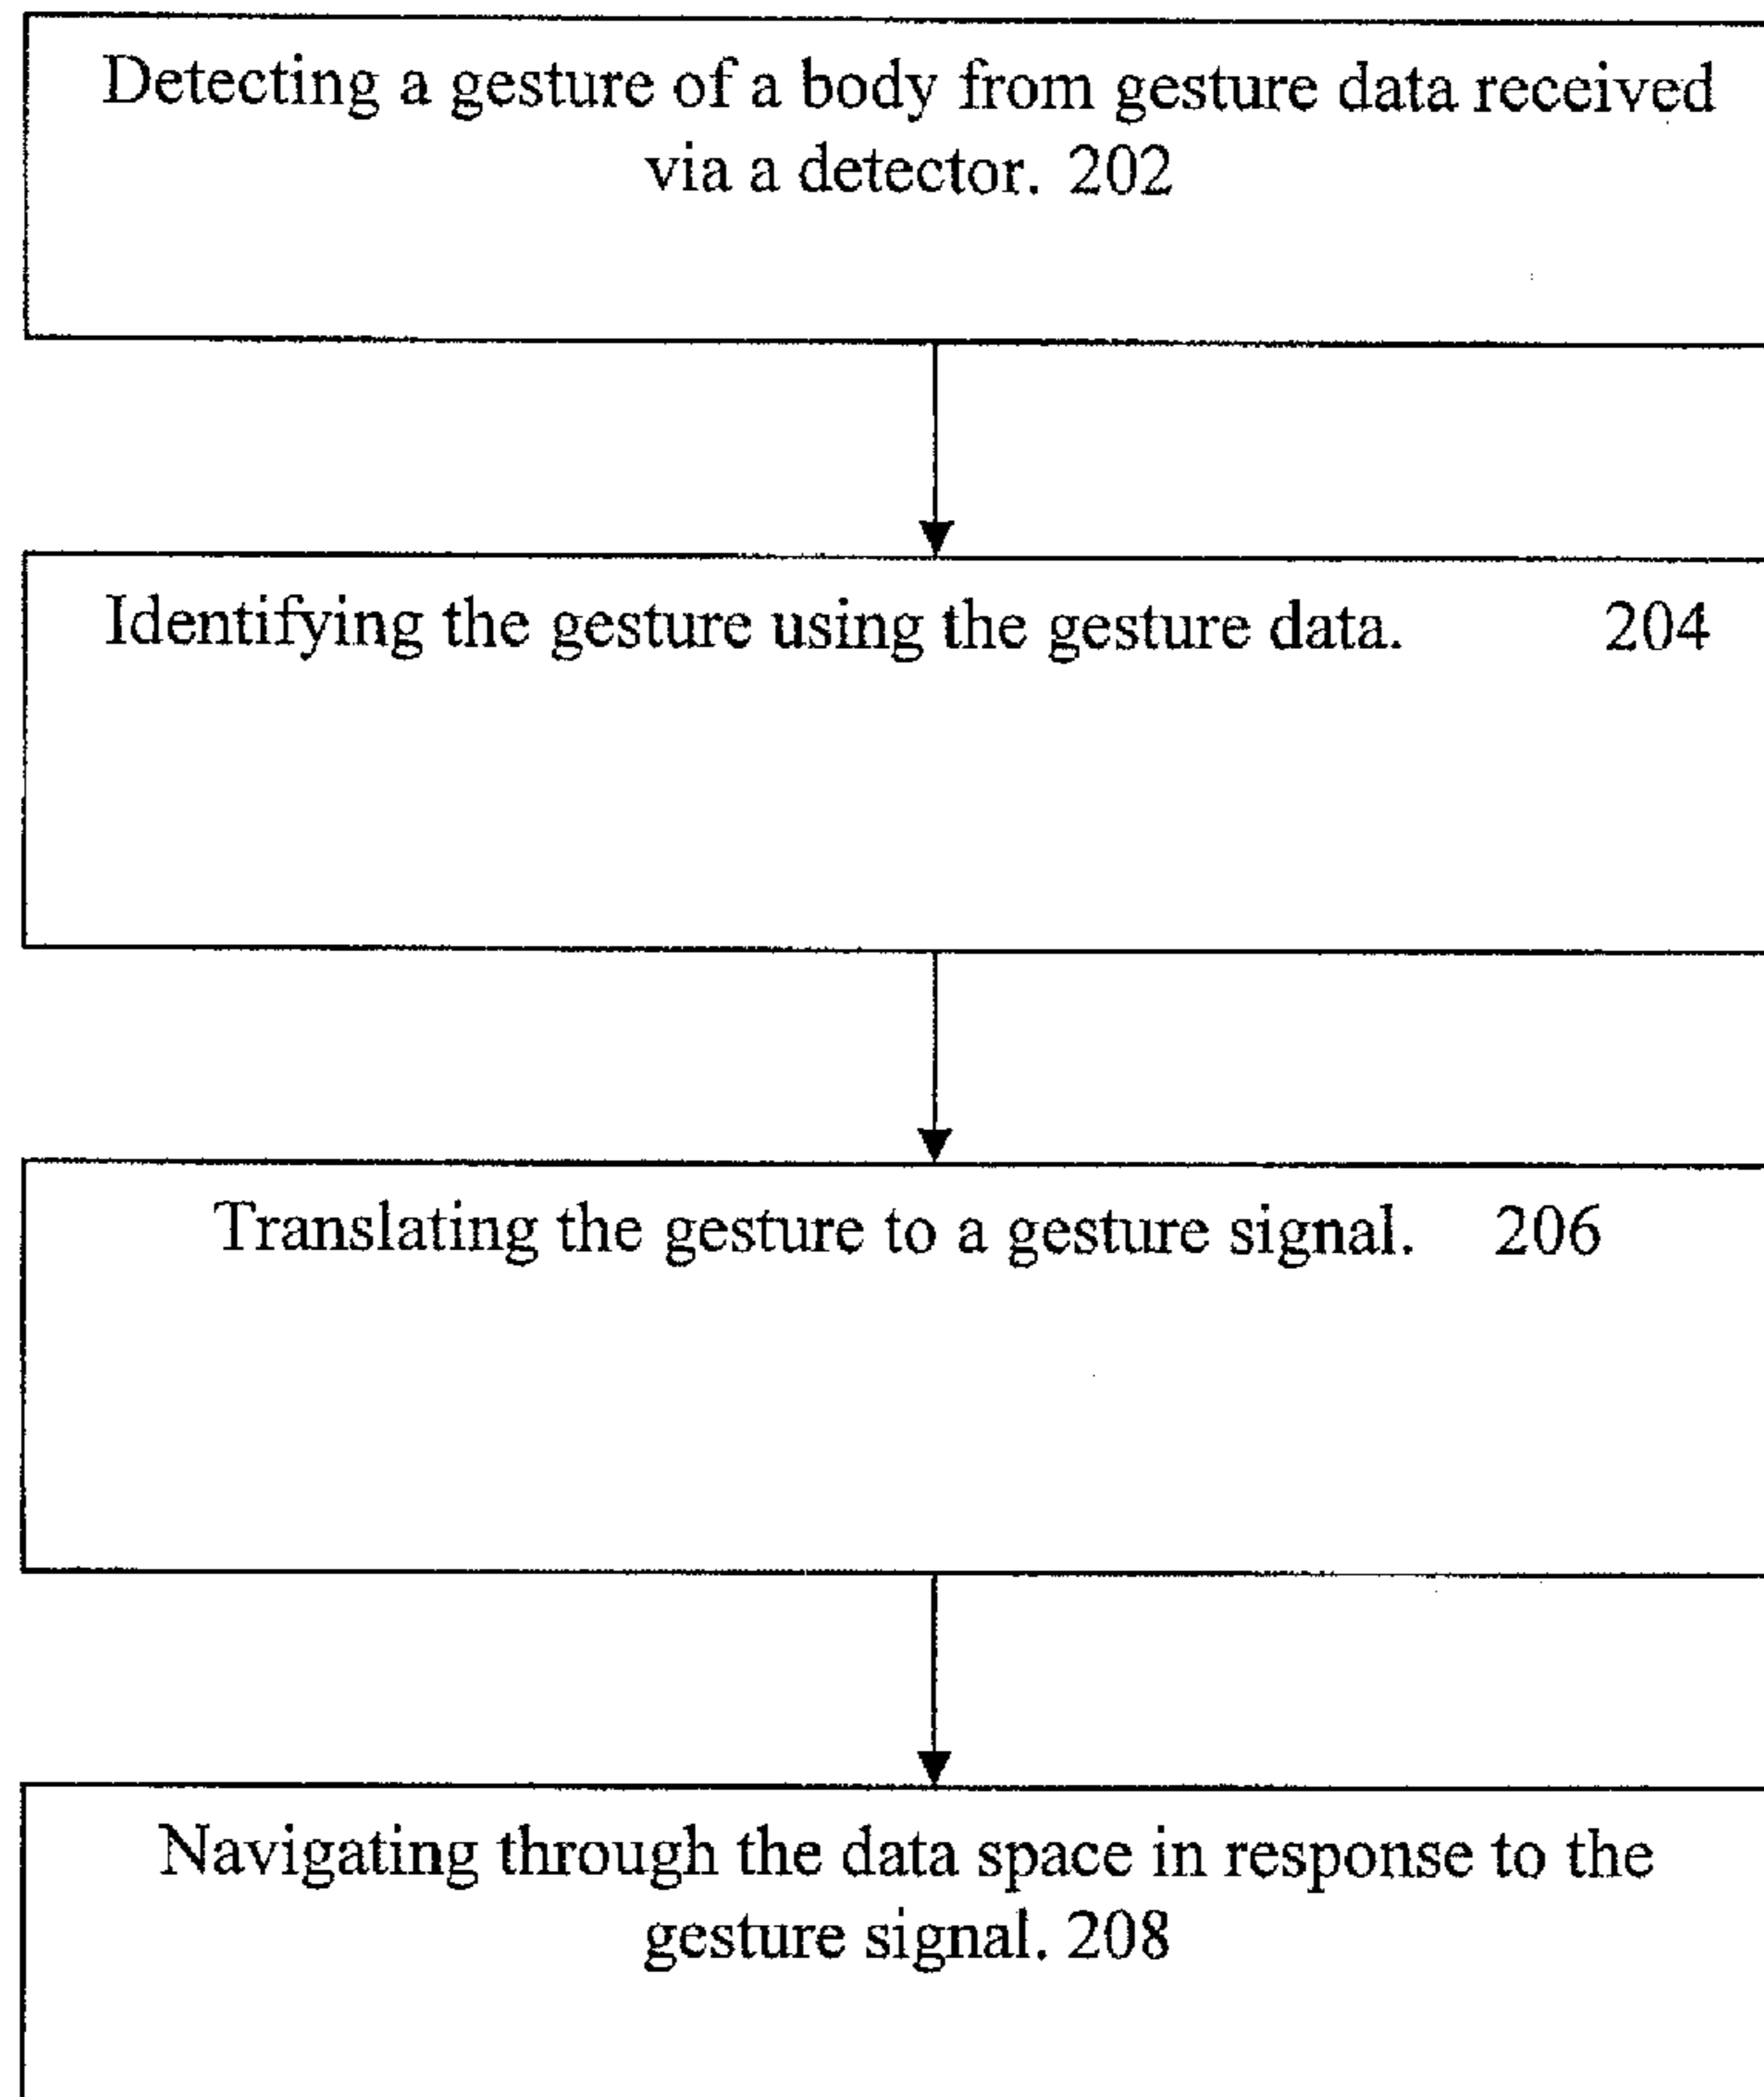 Detecting a gesture of a body from gesture data received
via a detector. 202
Identifying the gesture using the gesture data. 204
Translating the gesture to a gesture signal. 206
Navigating through the data space in response to the
gesture signal. 208